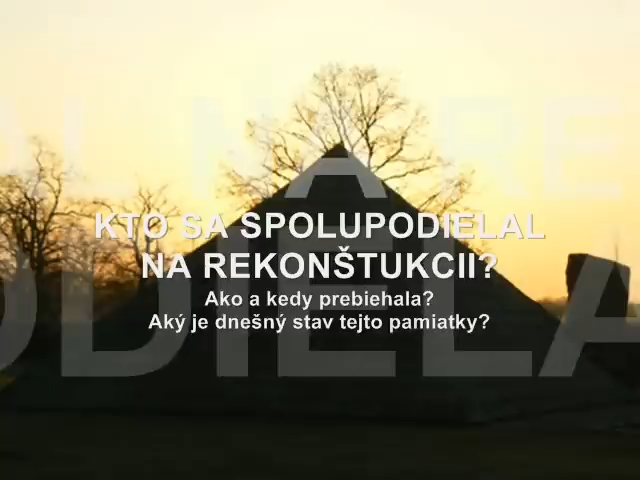 KTO SA SPOLUPODIELAL
NA REKONŠTUKCII?
Ako a kedy prebiehala?
Aký je dnešný stav tejto pamiatky?